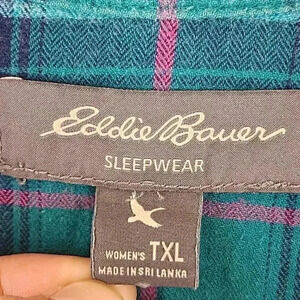 Eddie Bauer
SLEEPWEAR
WOMEN'S TXL
MADE IN SRI LANKA